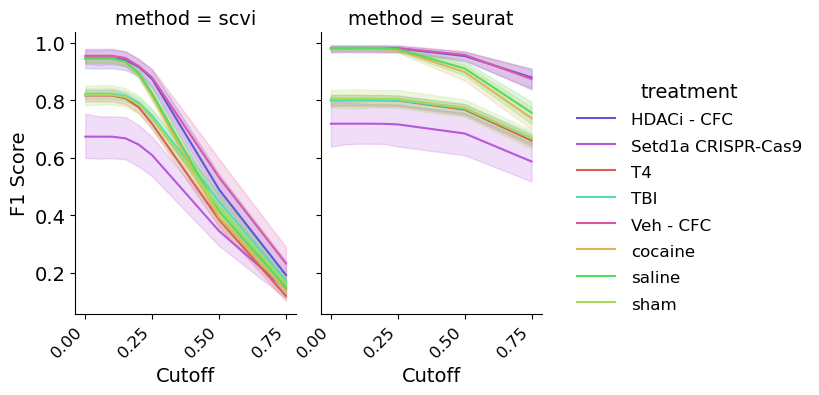 method = scvi
method = seurat
1.0
0.8
0.6
0.4
0.2
F1 Score
0.00
0.25
0.50
0.75
Cutoff
0.00
0.25
0.50
0.75
Cutoff
treatment
HDACi - CFC
Setd1a CRISPR-Cas9
T4
TBI
Veh - CFC
cocaine
saline
sham